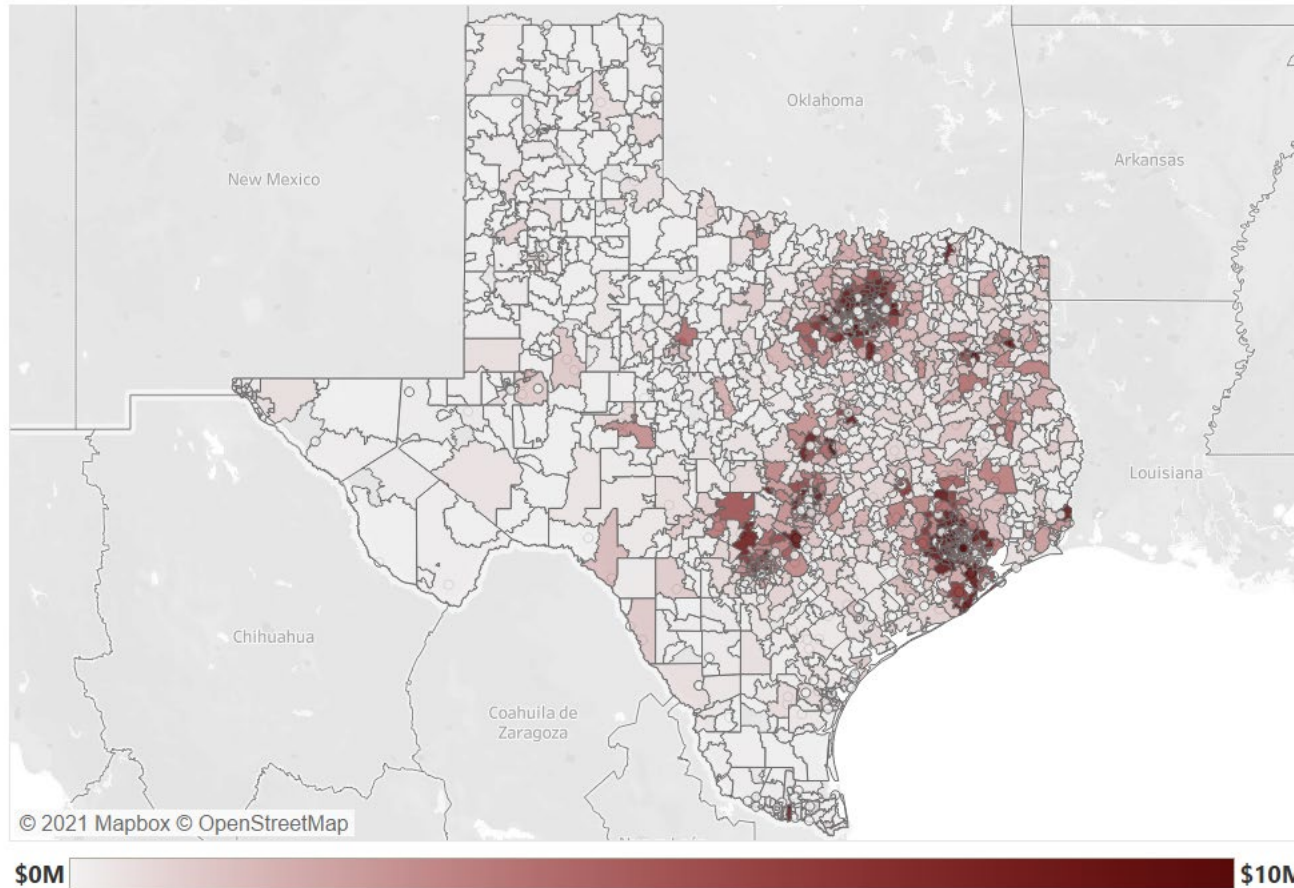 Oklahoma
Arkansas
New Mexico
Louisiana
Chihuahua
Coahuila de
Zaragoza
© 2021 Mapbox © OpenStreetMap
$0M
$10M